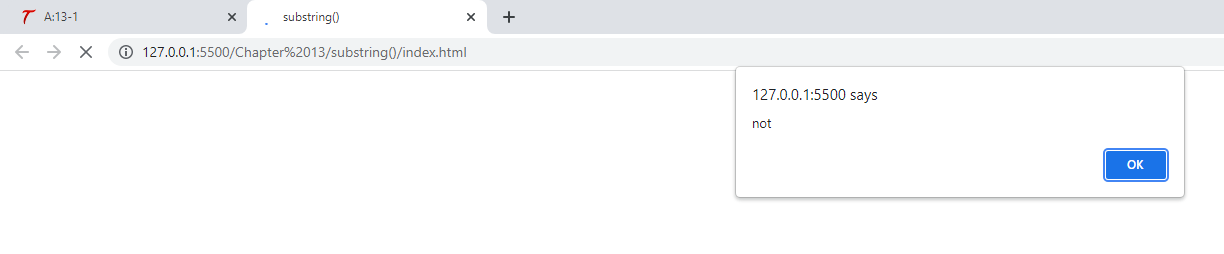 A:13-1
substring()
127.0.0.1:5500/Chapter%2013/substring()/index.html
127.0.0.1:5500 says
not
OK